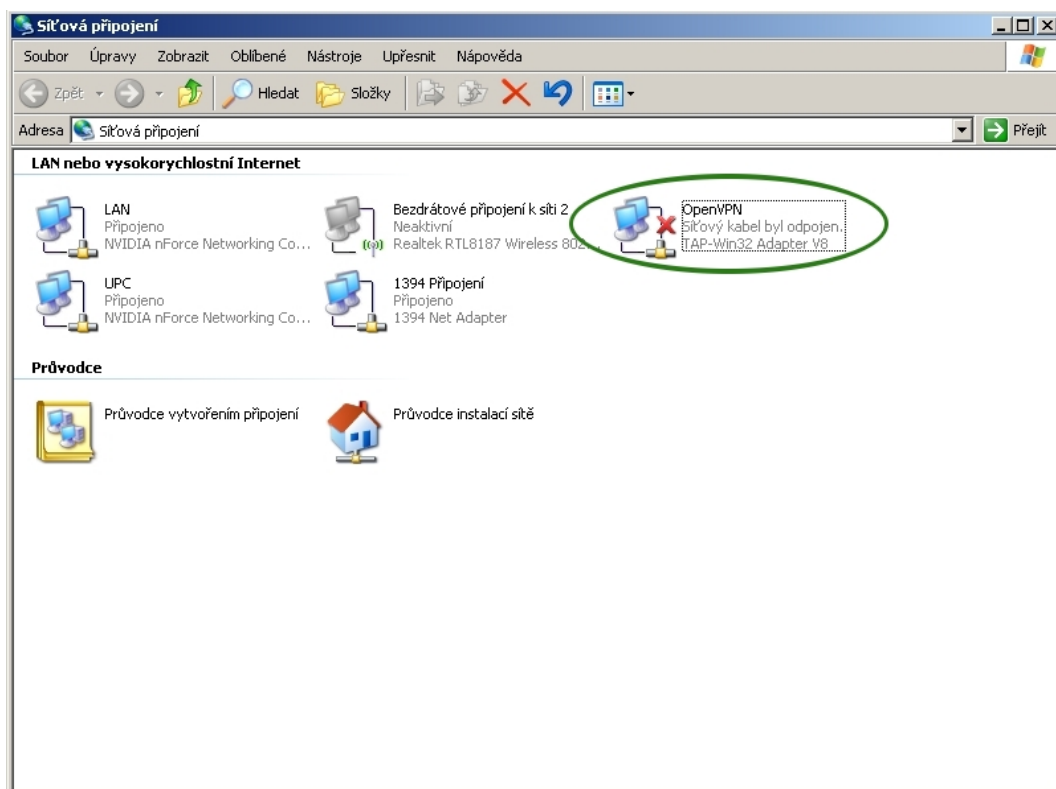 Síťová připojení
Soubor Úpravy Zobrazit Oblíbené Nástroje Upřesnit Nápověda
Zpět Hledat Složky
Adresa Síťová připojení Přejít
LAN nebo vysokorychlostní Internet
LAN
Připojeno
NVIDIA nForce Networking Co...
Bezdrátové připojení k síti 2
Neaktivní
Realtek RTL8187 Wireless 802...
OpenVPN
Síťový kabel byl odpojen.
TAP-Win32 Adapter V8
UPC
Připojeno
NVIDIA nForce Networking Co...
1394 Připojení
Připojeno
1394 Net Adapter
Průvodce
Průvodce vytvořením připojení
Průvodce instalací sítě